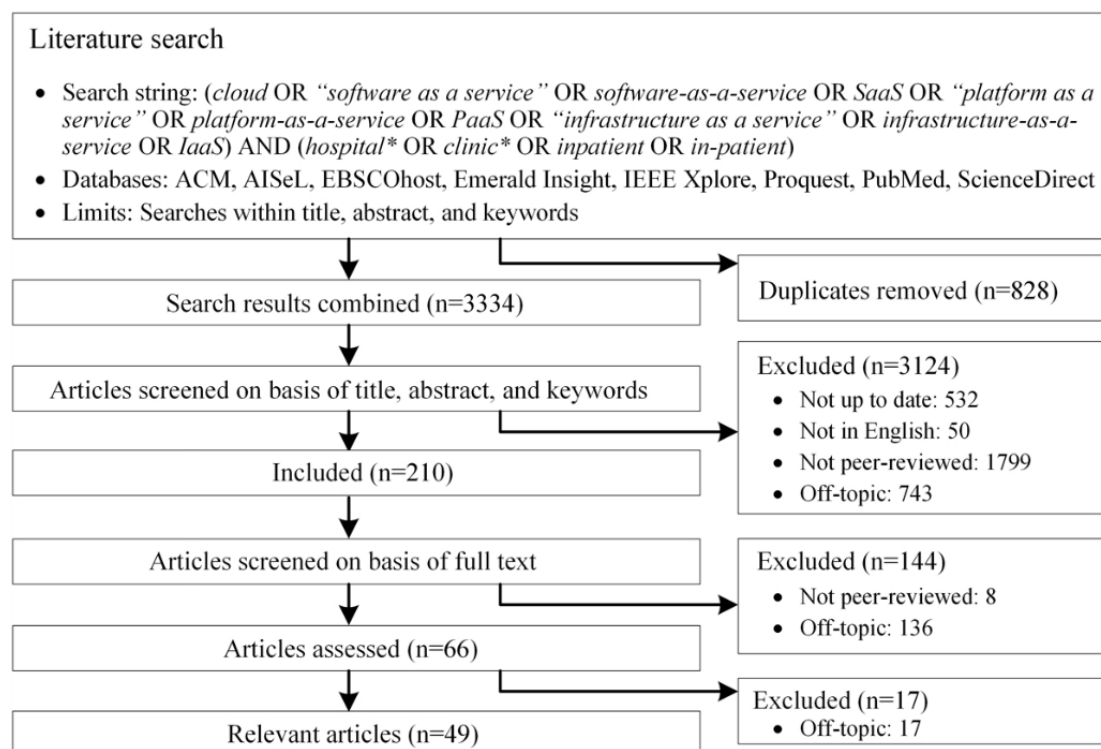 Literature search
• Search string: (cloud OR “software as a service” OR software-as-a-service OR SaaS OR “platform as a
service” OR platform-as-a-service OR PaaS OR “infrastructure as a service” OR infrastructure-as-a-
service OR IaaS) AND (hospital* OR clinic* OR inpatient OR in-patient)
• Databases: ACM, AISeL, EBSCOhost, Emerald Insight, IEEE Xplore, Proquest, PubMed, ScienceDirect
• Limits: Searches within title, abstract, and keywords
Duplicates removed (n=828)
Search results combined (n=3334)
Articles screened on basis of title, abstract, and keywords
Excluded (n=3124)
• Not up to date: 532
• Not in English: 50
• Not peer-reviewed: 1799
• Off-topic: 743
Included (n=210)
Articles screened on basis of full text
Excluded (n=144)
• Not peer-reviewed: 8
• Off-topic: 136
Articles assessed (n=66)
Excluded (n=17)
• Off-topic: 17
Relevant articles (n=49)